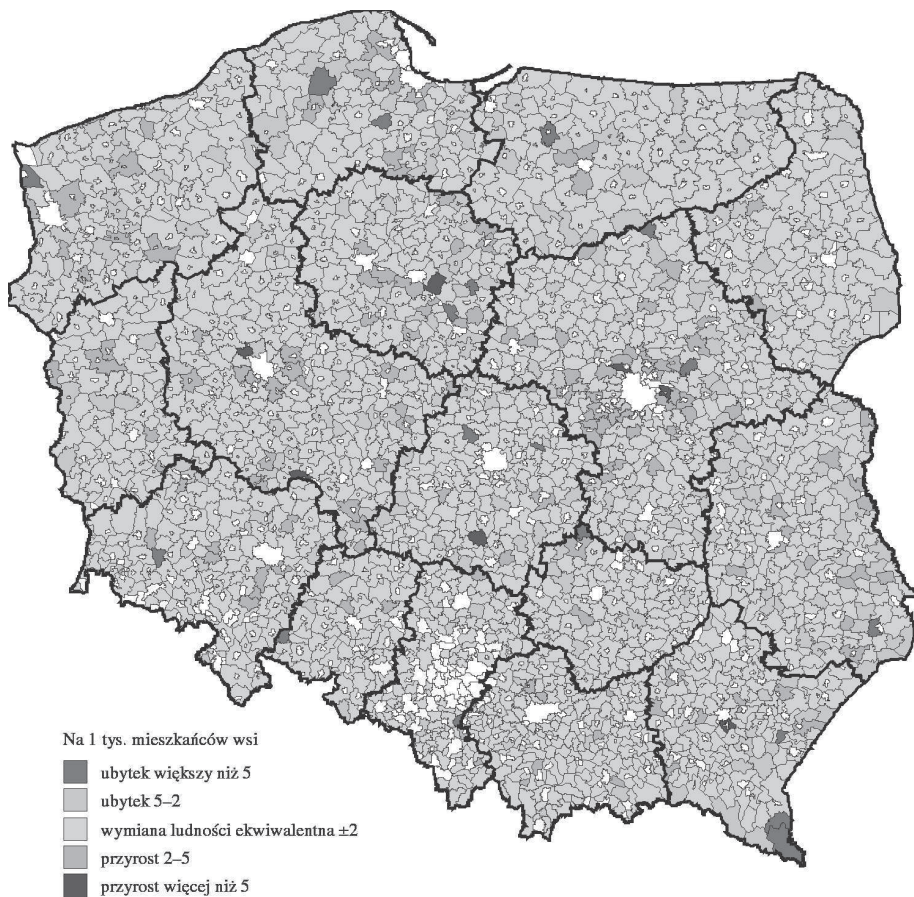 Na 1 tys. mieszkańców wsi
ubytek większy niż 5
ubytek 5–2
wymiana ludności ekwiwalentna ±2
przyrost 2–5
przyrost więcej niż 5